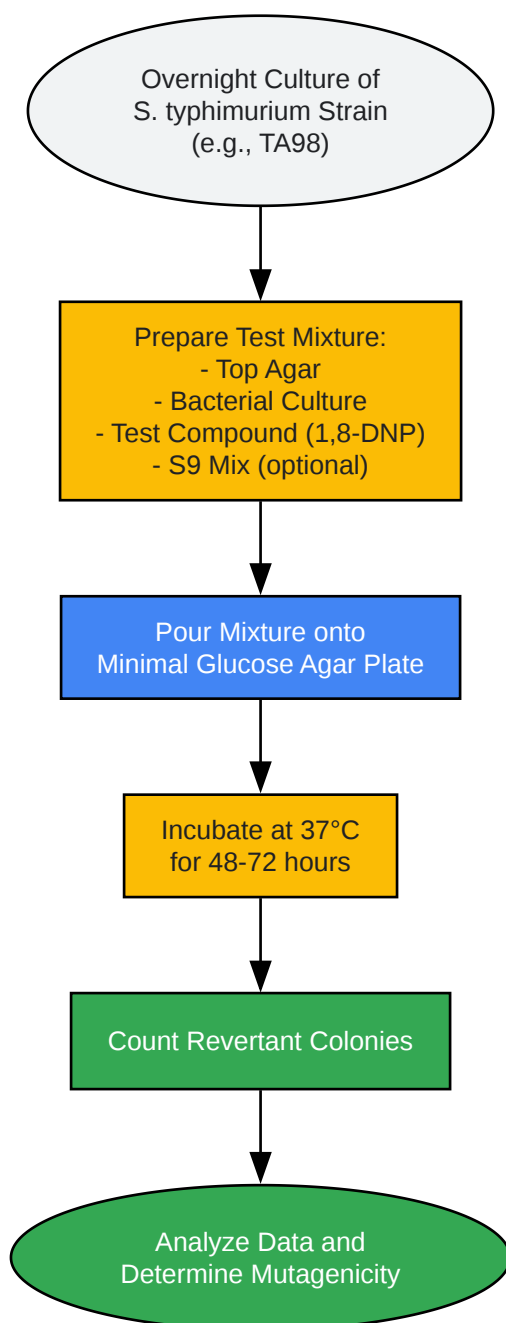 Overnight Culture of
S. typhimurium Strain
(e.g., TA98)
Prepare Test Mixture:
- Top Agar
- Bacterial Culture
- Test Compound (1,8-DNP)
- S9 Mix (optional)
Pour Mixture onto
Minimal Glucose Agar Plate
Incubate at 37°C
for 48-72 hours
Count Revertant Colonies
Analyze Data and
Determine Mutagenicity